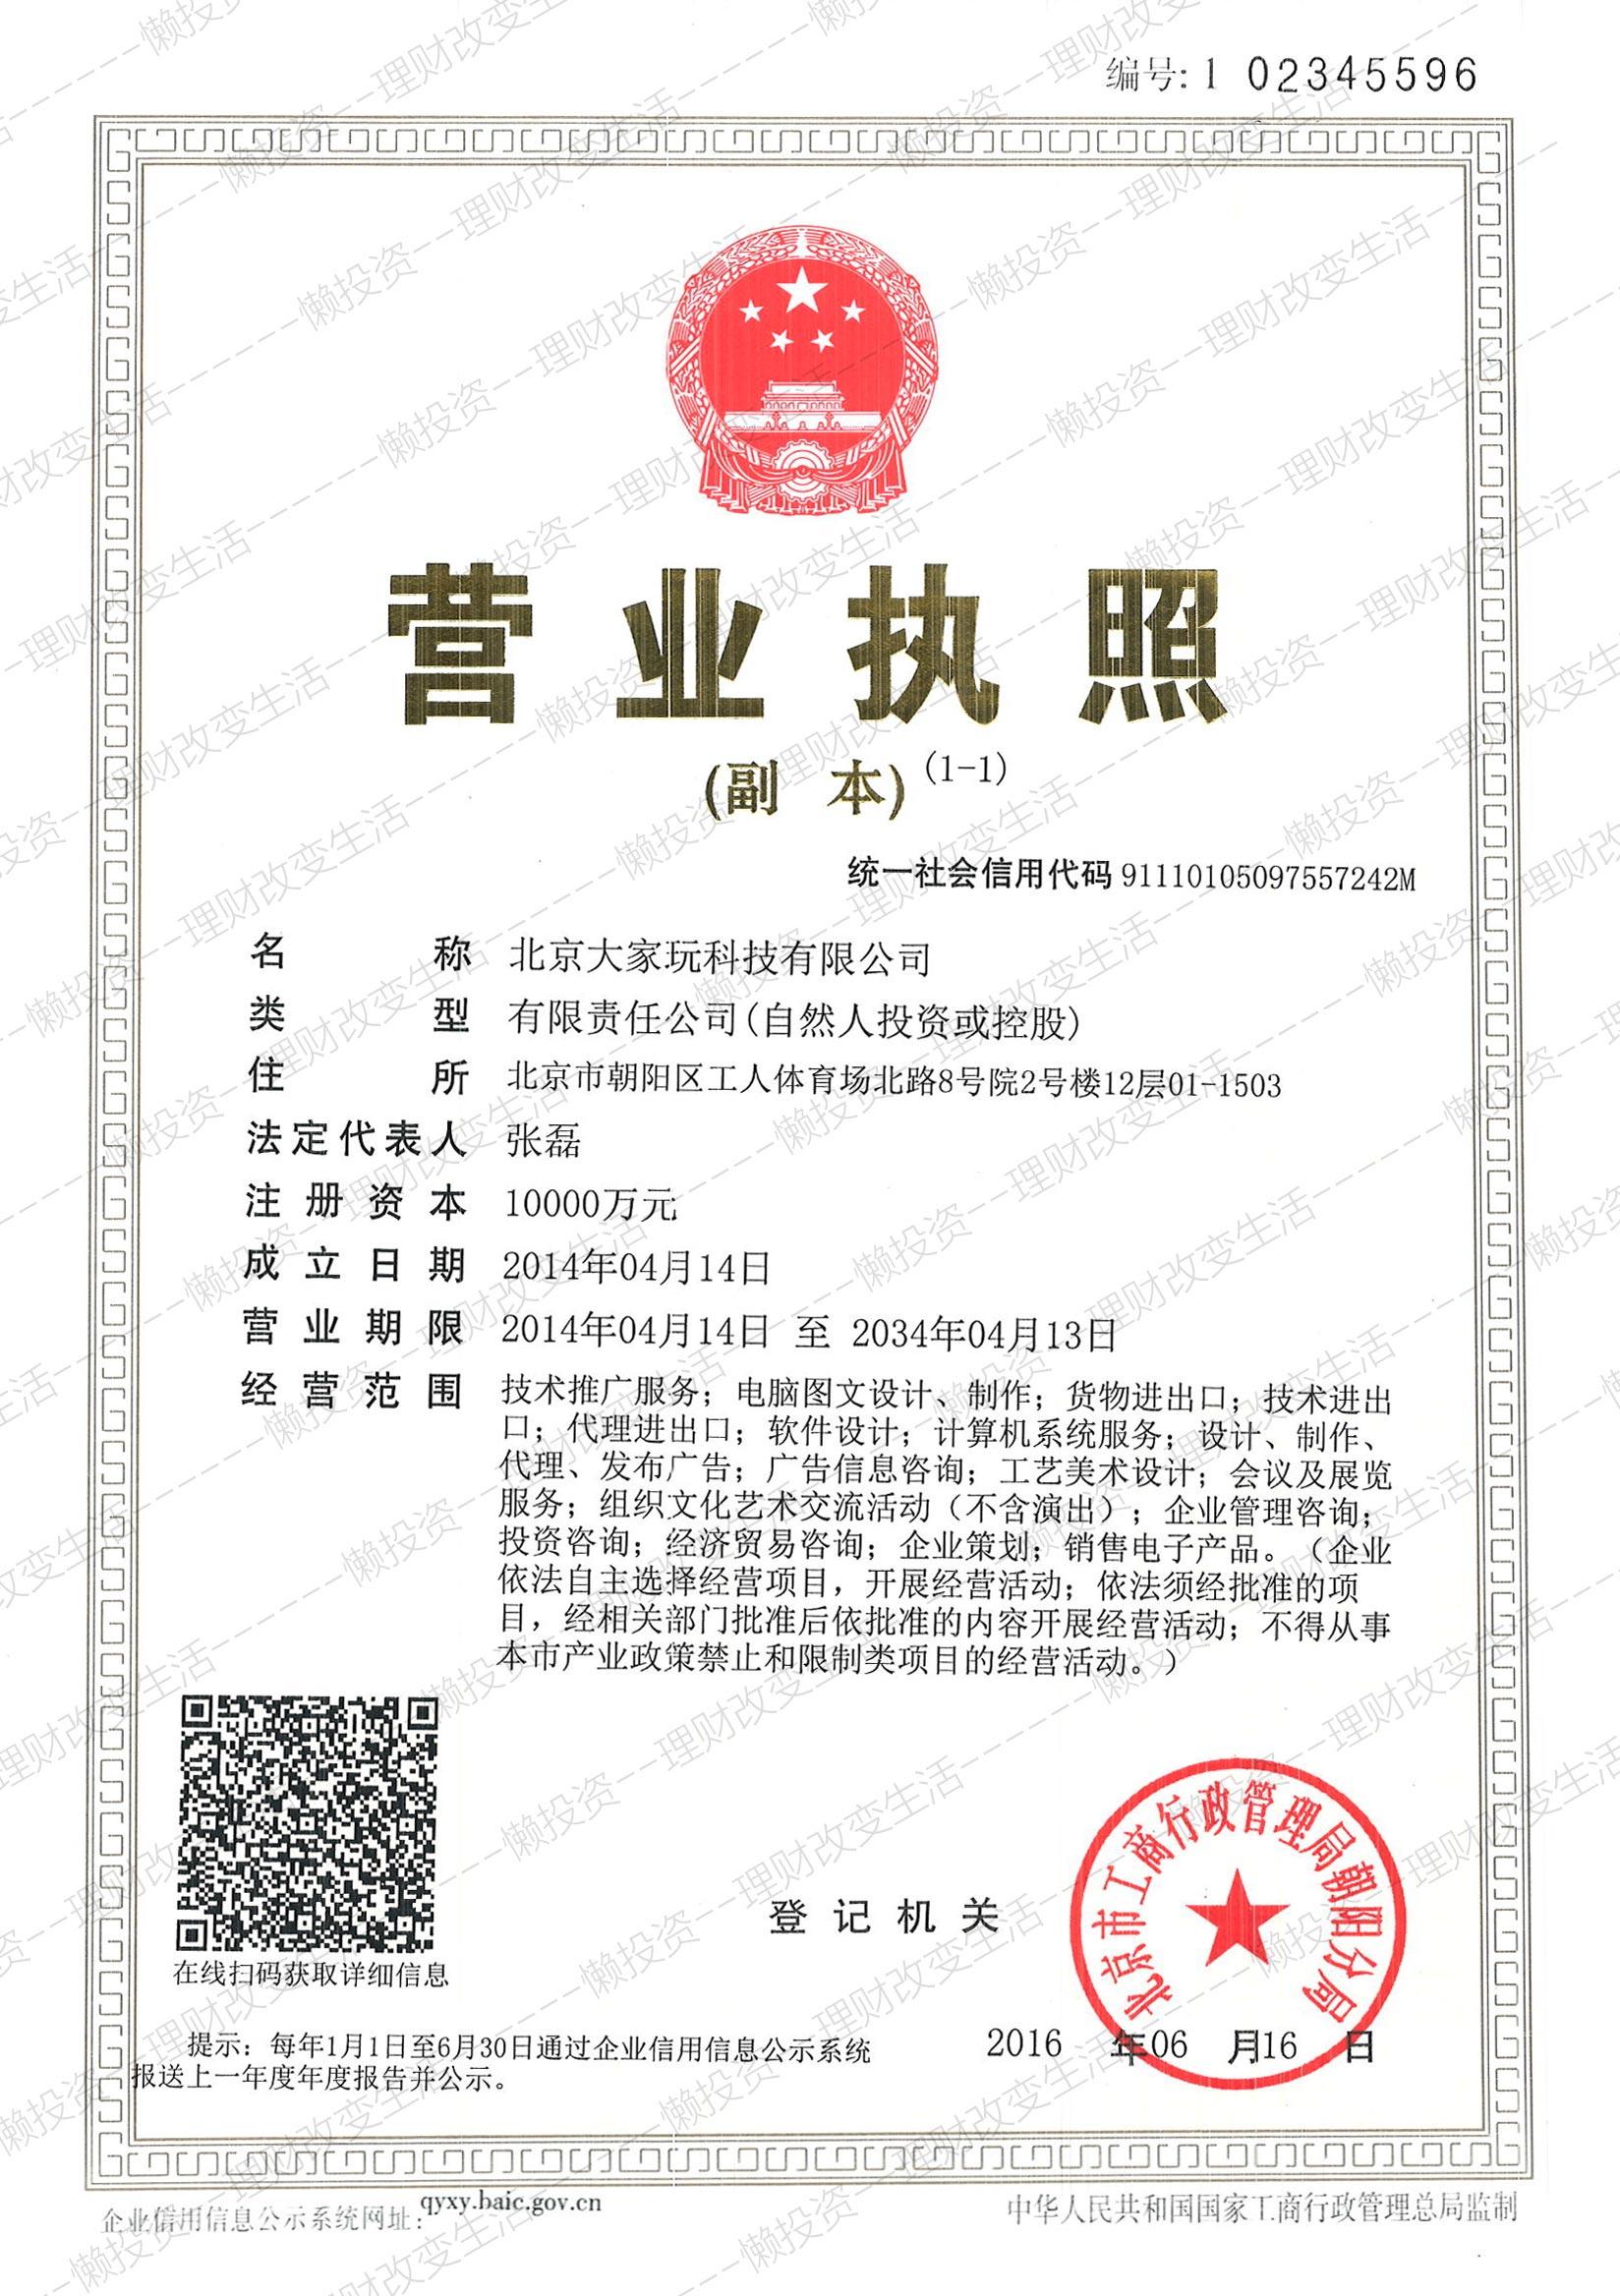 编号: 1 02345596
营业执照
(副 本) (1-1)
统一社会信用代码 91110105097557242M
名 称 北京大家玩科技有限公司
类 型 有限责任公司(自然人投资或控股)
住 所 北京市朝阳区工人体育场北路8号院2号楼12层01-1503
法定代表人 张磊
注册资本 10000万元
成立日期 2014年04月14日
营业期限 2014年04月14日 至 2034年04月13日
经营范围 技术推广服务；电脑图文设计、制作；货物进出口；技术进出
口；代理进出口；软件设计；计算机系统服务；设计、制作、
代理、发布广告；广告信息咨询；工艺美术设计；会议及展览
服务；组织文化艺术交流活动（不含演出）；企业管理咨询；
投资咨询；经济贸易咨询；企业策划；销售电子产品。（企业
依法自主选择经营项目，开展经营活动；依法须经批准的项
目，经相关部门批准后依批准的内容开展经营活动；不得从事
本市产业政策禁止和限制类项目的经营活动。）
在线扫码获取详细信息
登记机关
北京市工商行政管理局朝阳分局
2016 年06 月16 日
提示：每年1月1日至6月30日通过企业信用信息公示系统
报送上一年度年度报告并公示。
企业信用信息公示系统网址: qyxy.baic.gov.cn
中华人民共和国国家工商行政管理总局监制
懒投资--理财改变生活